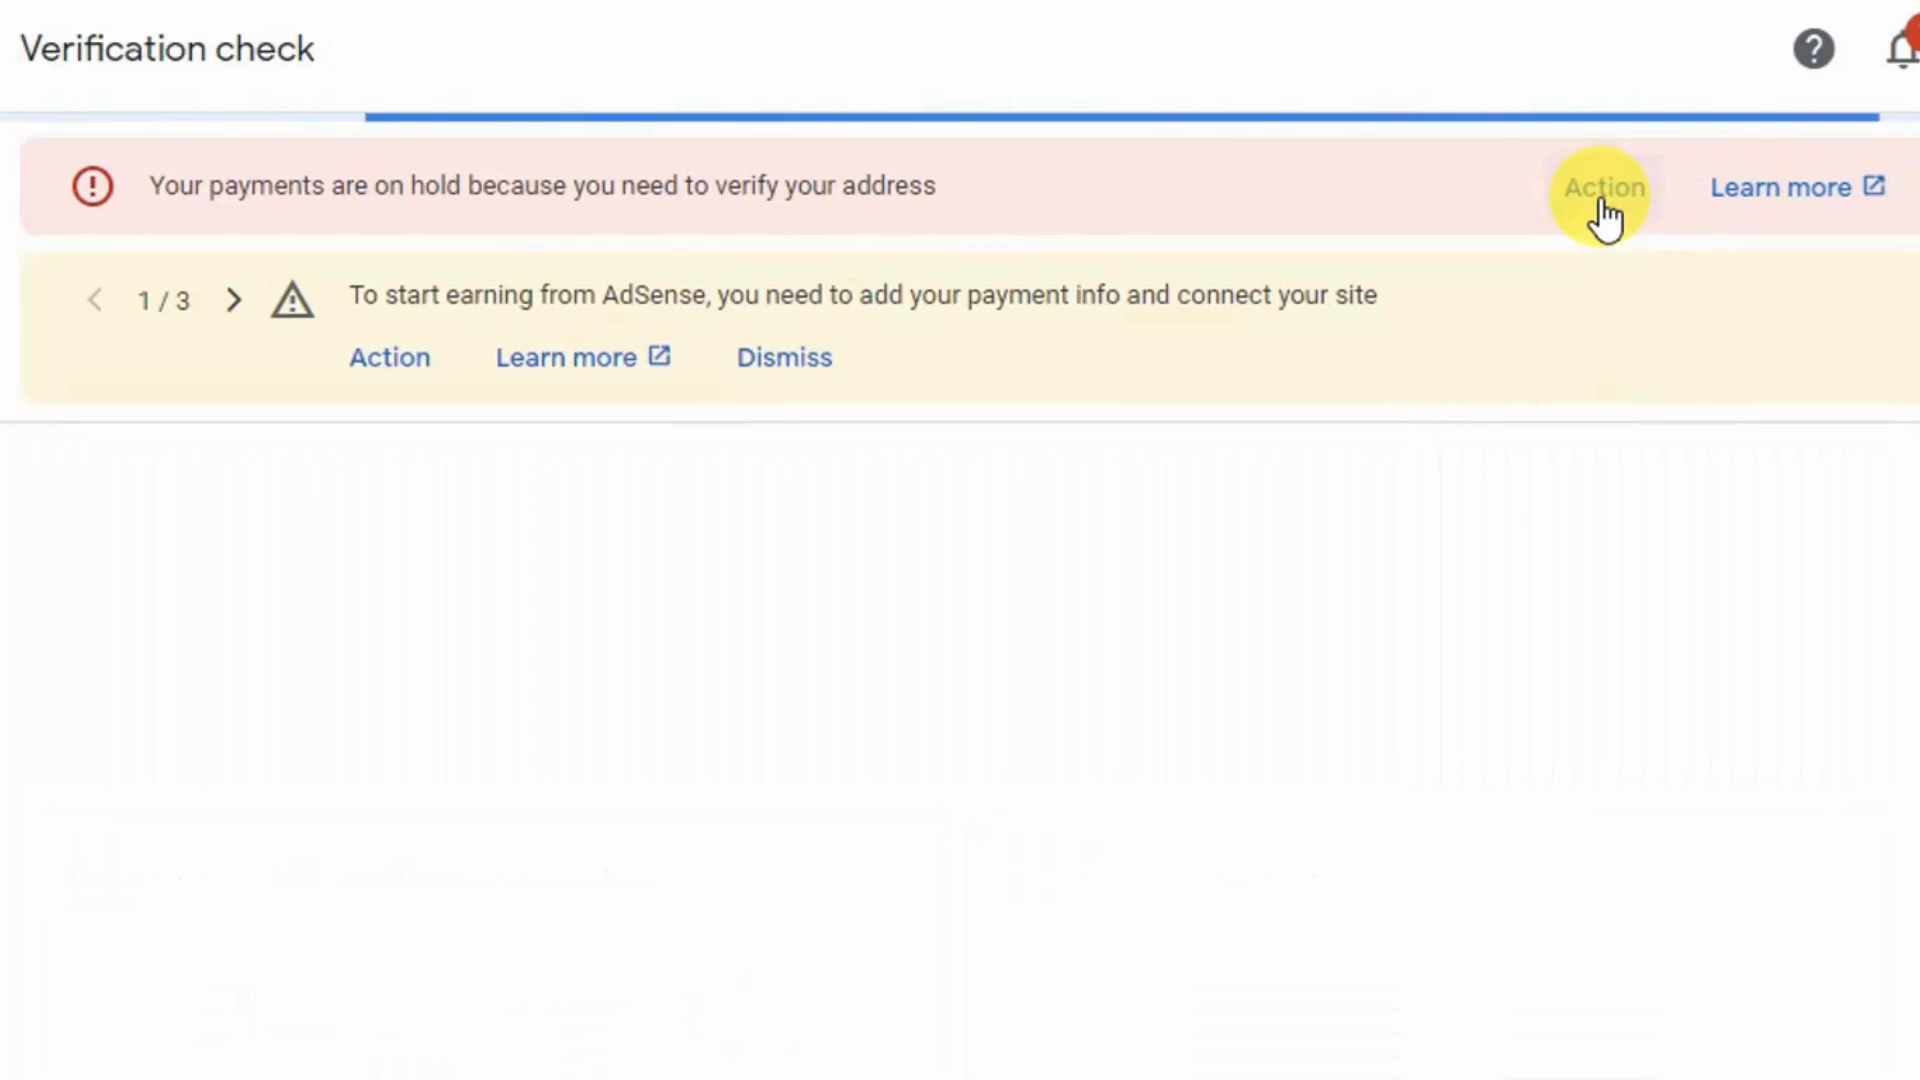 Verification check
Your payments are on hold because you need to verify your address
Action
Learn more
1 / 3
To start earning from AdSense, you need to add your payment info and connect your site
Action
Learn more
Dismiss